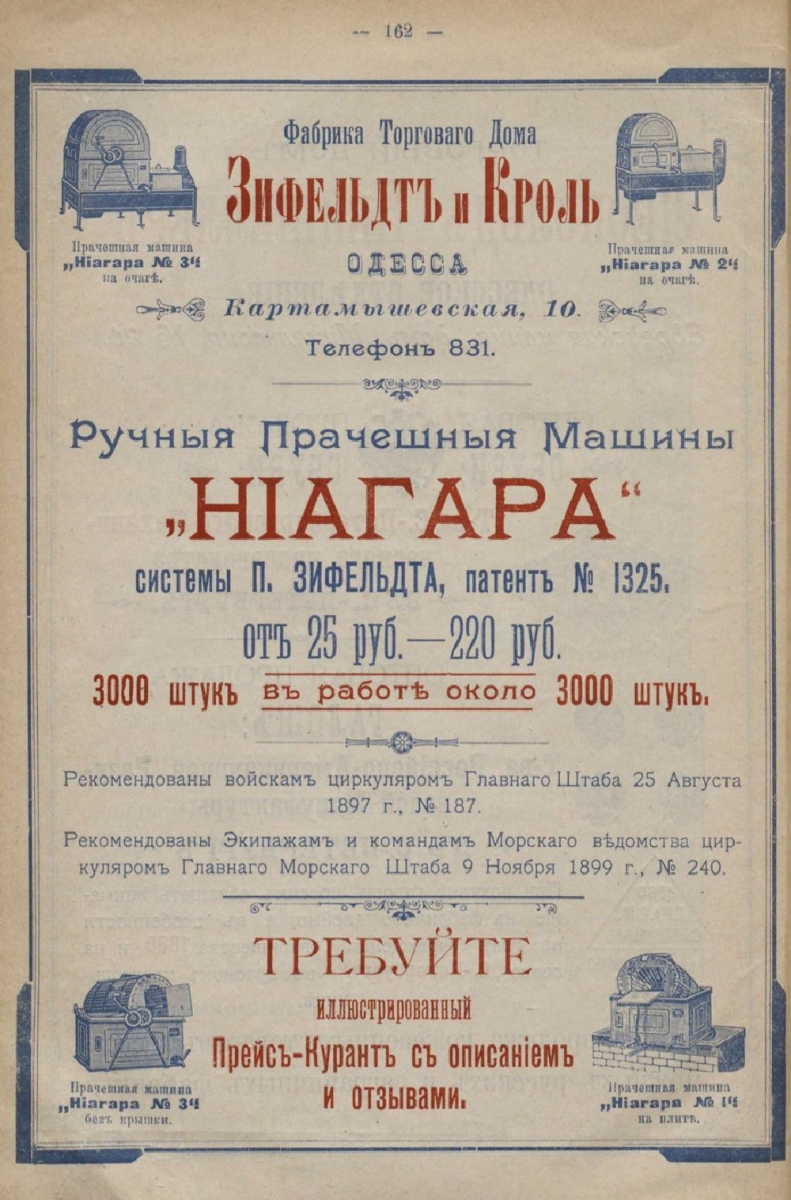 — 162 —
Фабрика Торговаго Дома
Зифельдтъ и Кроль
ОДЕССА
Картамышевская, 10.
Телефонъ 831.
Прачешная машина
„Ніагара № 3“
на очагѣ.
Прачешная машина
„Ніагара № 2“
на очагѣ.
Ручныя Прачешныя Машины
„НІАГАРА“
системы П. ЗИФЕЛЬДТА, патентъ № 1325.
отъ 25 руб.—220 руб.
3000 штукъ въ работѣ около 3000 штукъ.
Рекомендованы войскамъ циркуляромъ Главнаго Штаба 25 Августа
1897 г., № 187.
Рекомендованы Экипажамъ и командамъ Морскаго вѣдомства цир-
куляромъ Главнаго Морскаго Штаба 9 Ноября 1899 г., № 240.
ТРЕБУЙТЕ
иллюстрированный
Прейсъ-Курантъ съ описаніемъ
и отзывами.
Прачешная машина
„Ніагара № 3“
безъ крышки.
Прачешная машина
„Ніагара № 1“
на плитѣ.